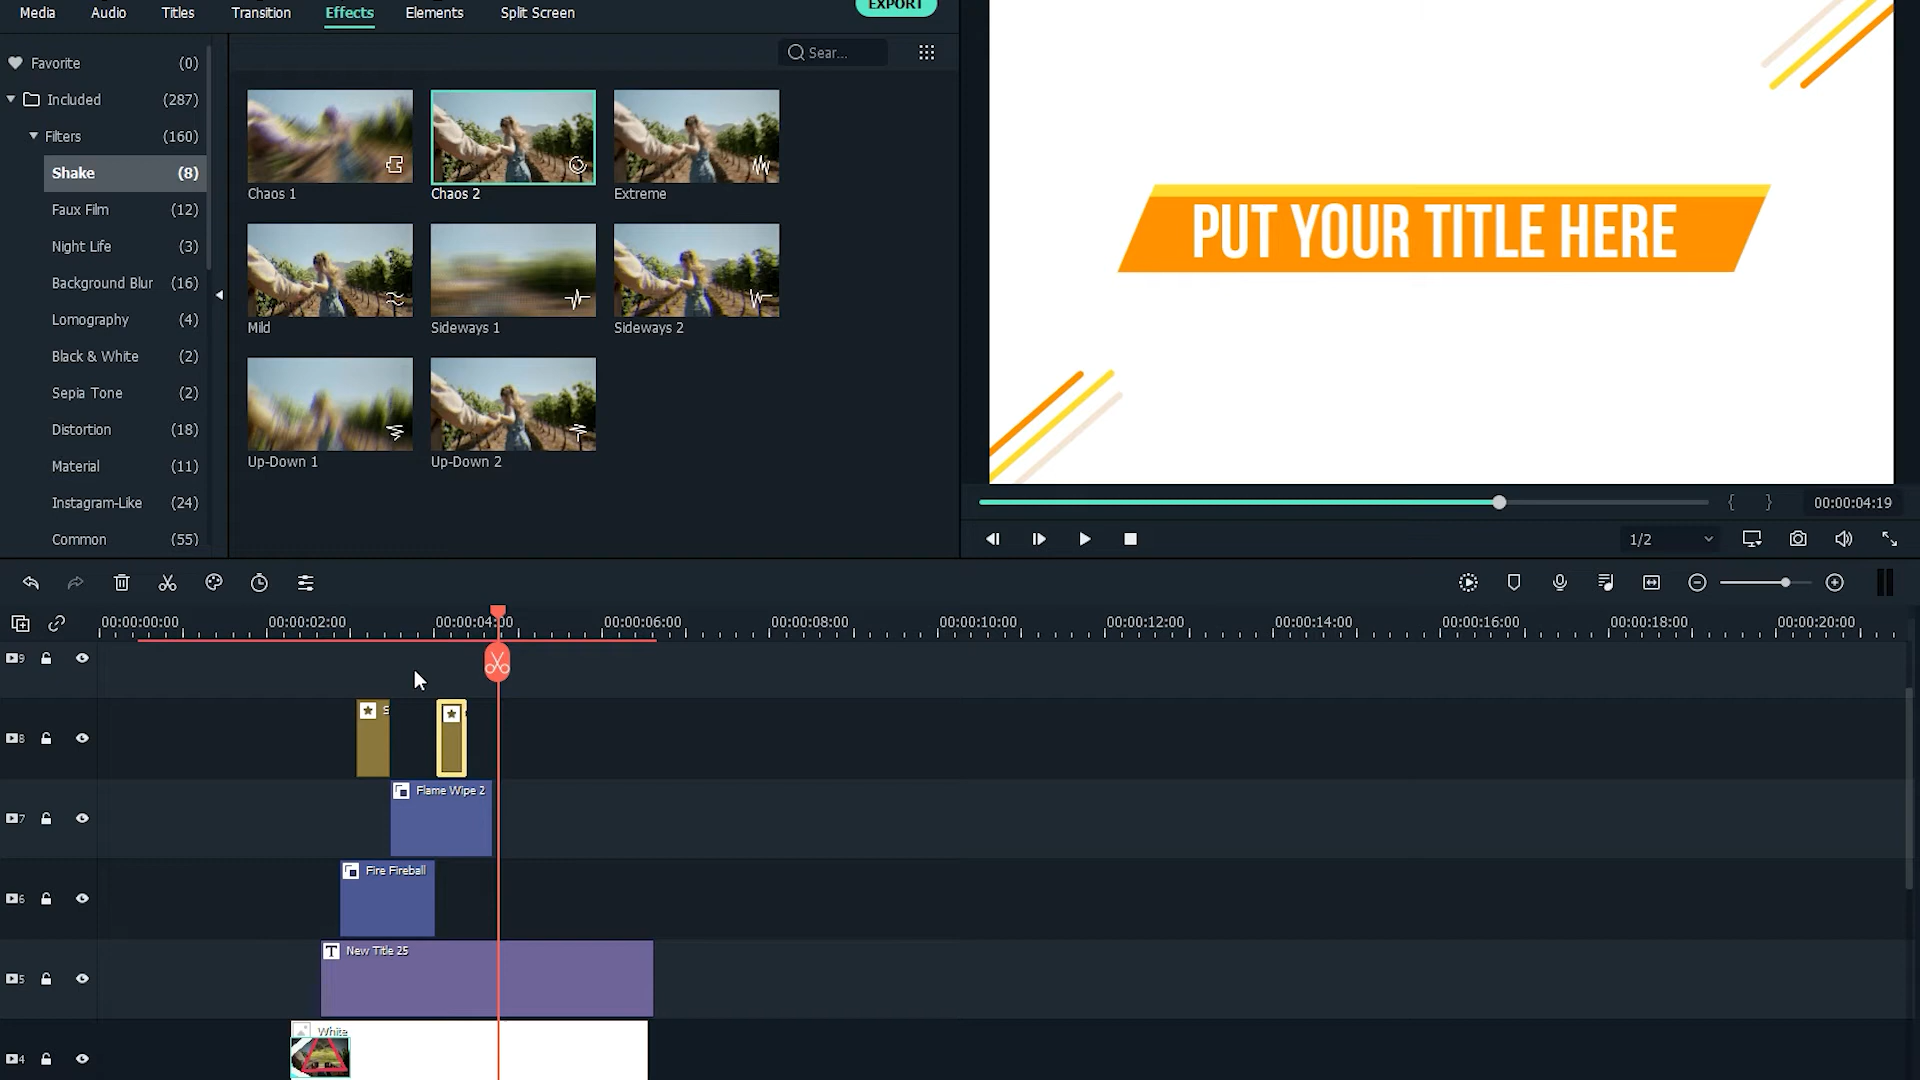 Media Audio Titles Transition Effects Elements Split Screen EXPORT
Favorite (0)
Included (287)
Filters (160)
Shake (8)
Faux Film (12)
Night Life (3)
Background Blur (16)
Lomography (4)
Black & White (2)
Sepia Tone (2)
Distortion (18)
Material (11)
Instagram-Like (24)
Common (55)
Sear...
Chaos 1 Chaos 2 Extreme
Mild Sideways 1 Sideways 2
Up-Down 1 Up-Down 2
PUT YOUR TITLE HERE
{ } 00:00:04:19
1/2
00:00:00:00 00:00:02:00 00:00:04:00 00:00:06:00 00:00:08:00 00:00:10:00 00:00:12:00 00:00:14:00 00:00:16:00 00:00:18:00 00:00:20:00
9
8 S
7 Flame Wipe 2
6 Fire Fireball
5 T New Title 25
4 White